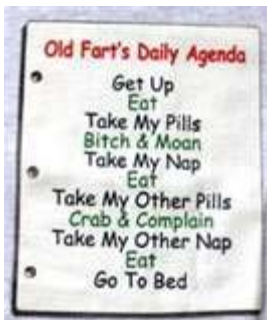 Old Fart's Daily Agenda
Get Up
Eat
Take My Pills
Bitch & Moan
Take My Nap
Eat
Take My Other Pills
Crab & Complain
Take My Other Nap
Eat
Go To Bed